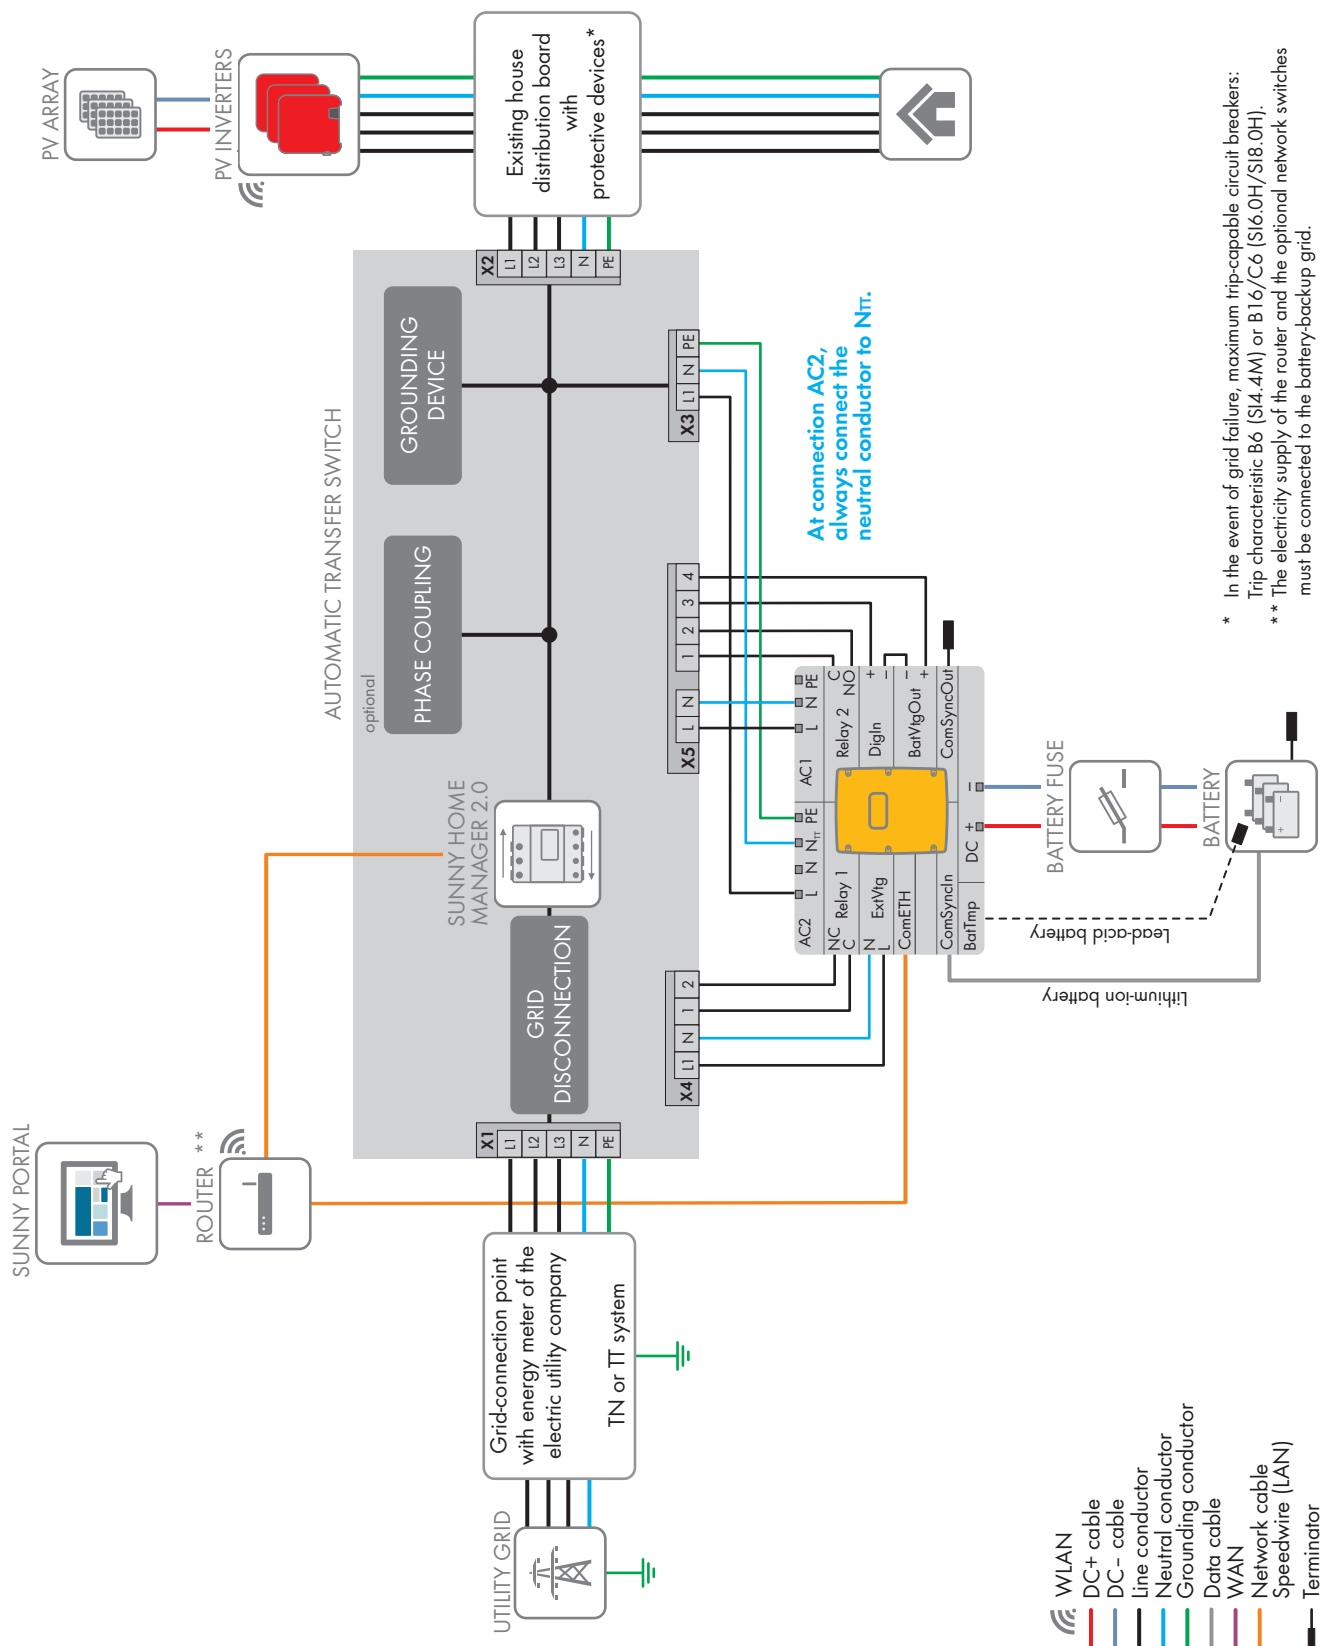 SUNNY PORTAL
ROUTER **
UTILITY GRID
Grid-connection point
with energy meter of the
electric utility company
TN or TT system
AUTOMATIC TRANSFER SWITCH
X1
L1
L2
L3
N
PE
GRID
DISCONNECTION
SUNNY HOME
MANAGER 2.0
optional
PHASE COUPLING
GROUNDING
DEVICE
X2
L1
L2
L3
N
PE
Existing house
distribution board
with
protective devices*
PV ARRAY
PV INVERTERS
X4
L1
N
1
2
X5
L
N
1
2
3
4
X3
L1
N
PE
At connection AC2,
always connect the
neutral conductor to NTT.
AC2
L
N
NTT
PE
AC1
L
N
PE
NC
C
Relay 1
Relay 2
C
NO
N
L
ExtVtg
DigIn
+
−
ComETH
BatVtgOut
−
+
ComSyncIn
ComSyncOut
BatTmp
DC
+
−
Lead-acid battery
Lithium-ion battery
BATTERY FUSE
BATTERY
+
−
WLAN
DC+ cable
DC− cable
Line conductor
Neutral conductor
Grounding conductor
Data cable
WAN
Network cable
Speedwire (LAN)
Terminator
* In the event of grid failure, maximum trip-capable circuit breakers:
Trip characteristic B6 (SI4.4M) or B16/C6 (SI6.0H/SI8.0H).
** The electricity supply of the router and the optional network switches
must be connected to the battery-backup grid.